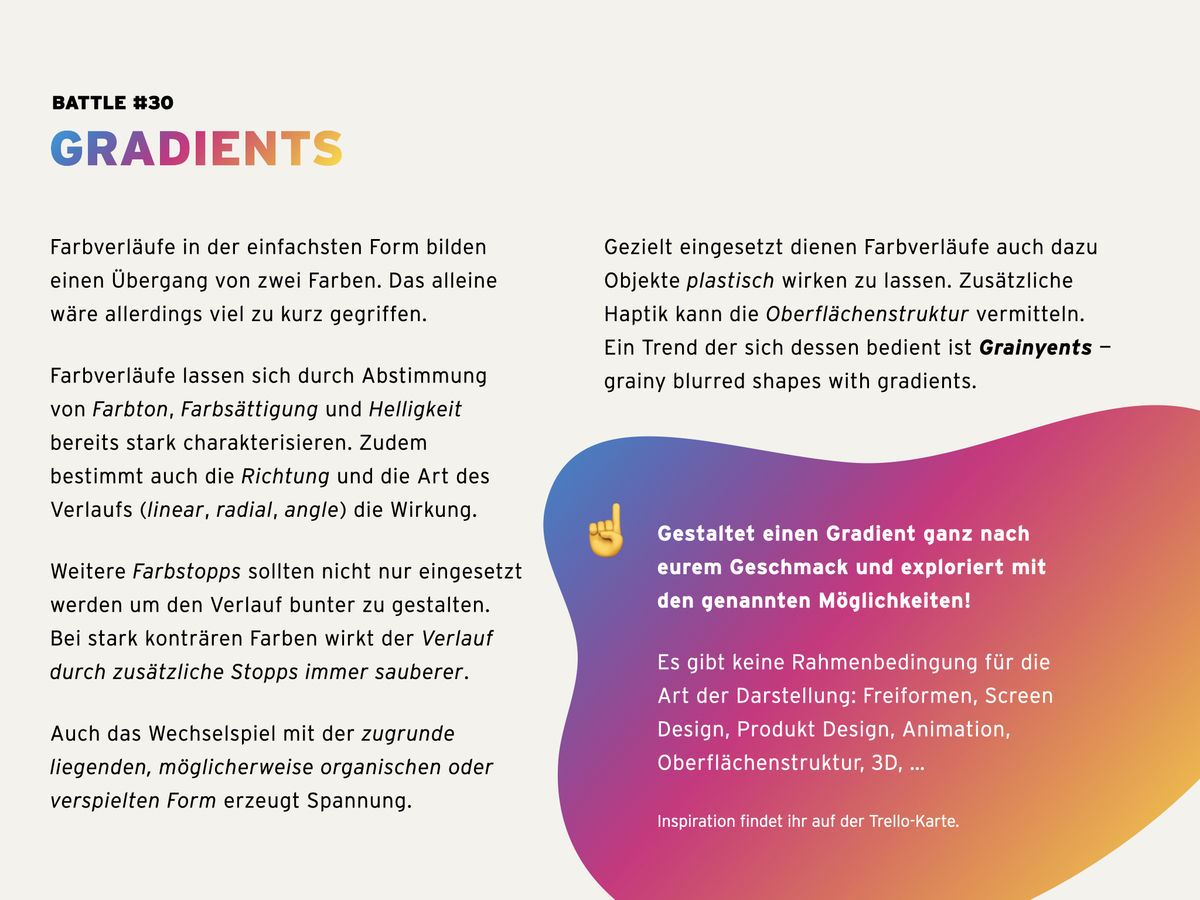 BATTLE #30
GRADIENTS
Farbverläufe in der einfachsten Form bilden
einen Übergang von zwei Farben. Das alleine
wäre allerdings viel zu kurz gegriffen.
Farbverläufe lassen sich durch Abstimmung
von Farbton, Farbsättigung und Helligkeit
bereits stark charakterisieren. Zudem
bestimmt auch die Richtung und die Art des
Verlaufs (linear, radial, angle) die Wirkung.
Weitere Farbstopps sollten nicht nur eingesetzt
werden um den Verlauf bunter zu gestalten.
Bei stark konträren Farben wirkt der Verlauf
durch zusätzliche Stopps immer sauberer.
Auch das Wechselspiel mit der zugrunde
liegenden, möglicherweise organischen oder
verspielten Form erzeugt Spannung.
Gezielt eingesetzt dienen Farbverläufe auch dazu
Objekte plastisch wirken zu lassen. Zusätzliche
Haptik kann die Oberflächenstruktur vermitteln.
Ein Trend der sich dessen bedient ist Grainyents –
grainy blurred shapes with gradients.
Gestaltet einen Gradient ganz nach
eurem Geschmack und exploriert mit
den genannten Möglichkeiten!
Es gibt keine Rahmenbedingung für die
Art der Darstellung: Freiformen, Screen
Design, Produkt Design, Animation,
Oberflächenstruktur, 3D, ...
Inspiration findet ihr auf der Trello-Karte.